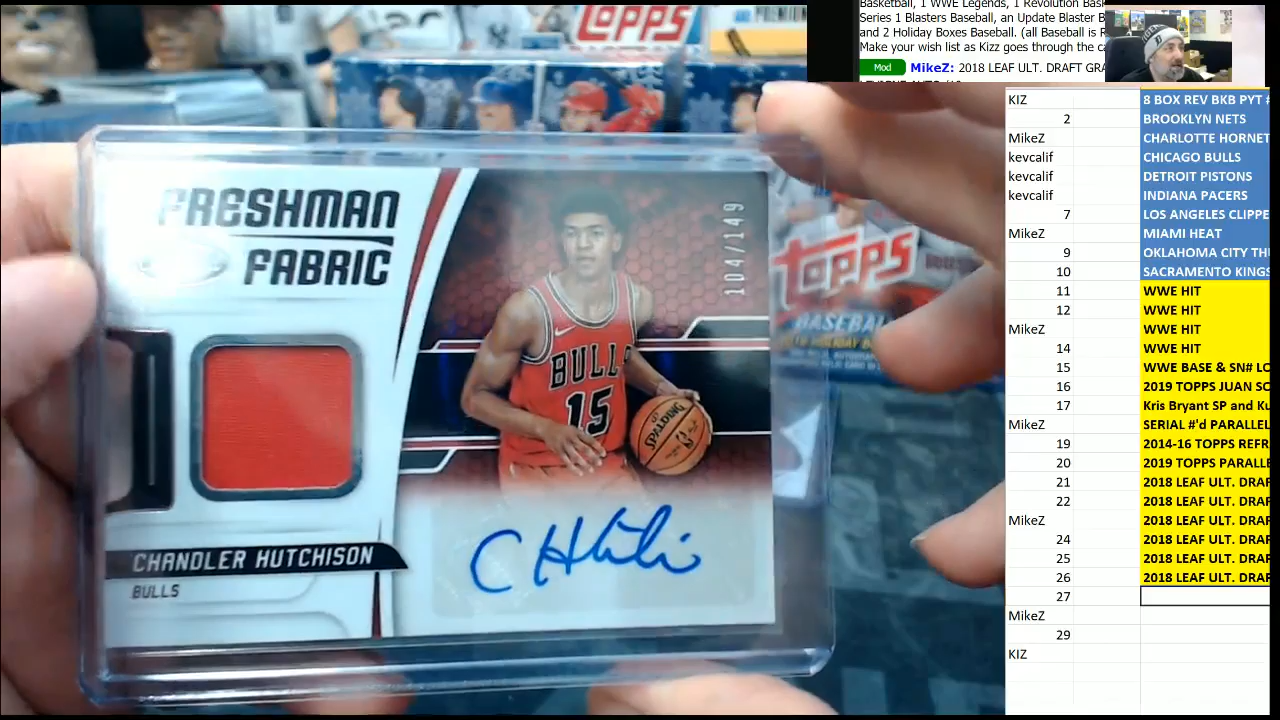 Basketball, 1 WWE Legends, 1 Revolution Bask
Series 1 Blasters Baseball, an Update Blaster B
and 2 Holiday Boxes Baseball. (all Baseball is R
Make your wish list as Kizz goes through the ca
Mod MikeZ: 2018 LEAF ULT. DRAFT GRA
TOPPS
PREMIUM
FRESHMAN
FABRIC
104/149
BULLS
15
SPALDING
CHANDLER HUTCHISON
BULLS
TOPPS
BASEBALL
KIZ 8 BOX REV BKB PYT #
2 BROOKLYN NETS
MikeZ CHARLOTTE HORNET
kevcalif CHICAGO BULLS
kevcalif DETROIT PISTONS
kevcalif INDIANA PACERS
7 LOS ANGELES CLIPPE
MikeZ MIAMI HEAT
9 OKLAHOMA CITY TH
10 SACRAMENTO KINGS
11 WWE HIT
12 WWE HIT
MikeZ WWE HIT
14 WWE HIT
15 WWE BASE & SN# LO
16 2019 TOPPS JUAN SO
17 Kris Bryant SP and Ku
MikeZ SERIAL #'d PARALLEL
19 2014-16 TOPPS REFR
20 2019 TOPPS PARALLE
21 2018 LEAF ULT. DRAF
22 2018 LEAF ULT. DRAF
MikeZ 2018 LEAF ULT. DRAF
24 2018 LEAF ULT. DRAF
25 2018 LEAF ULT. DRAF
26 2018 LEAF ULT. DRAF
27
MikeZ
29
KIZ